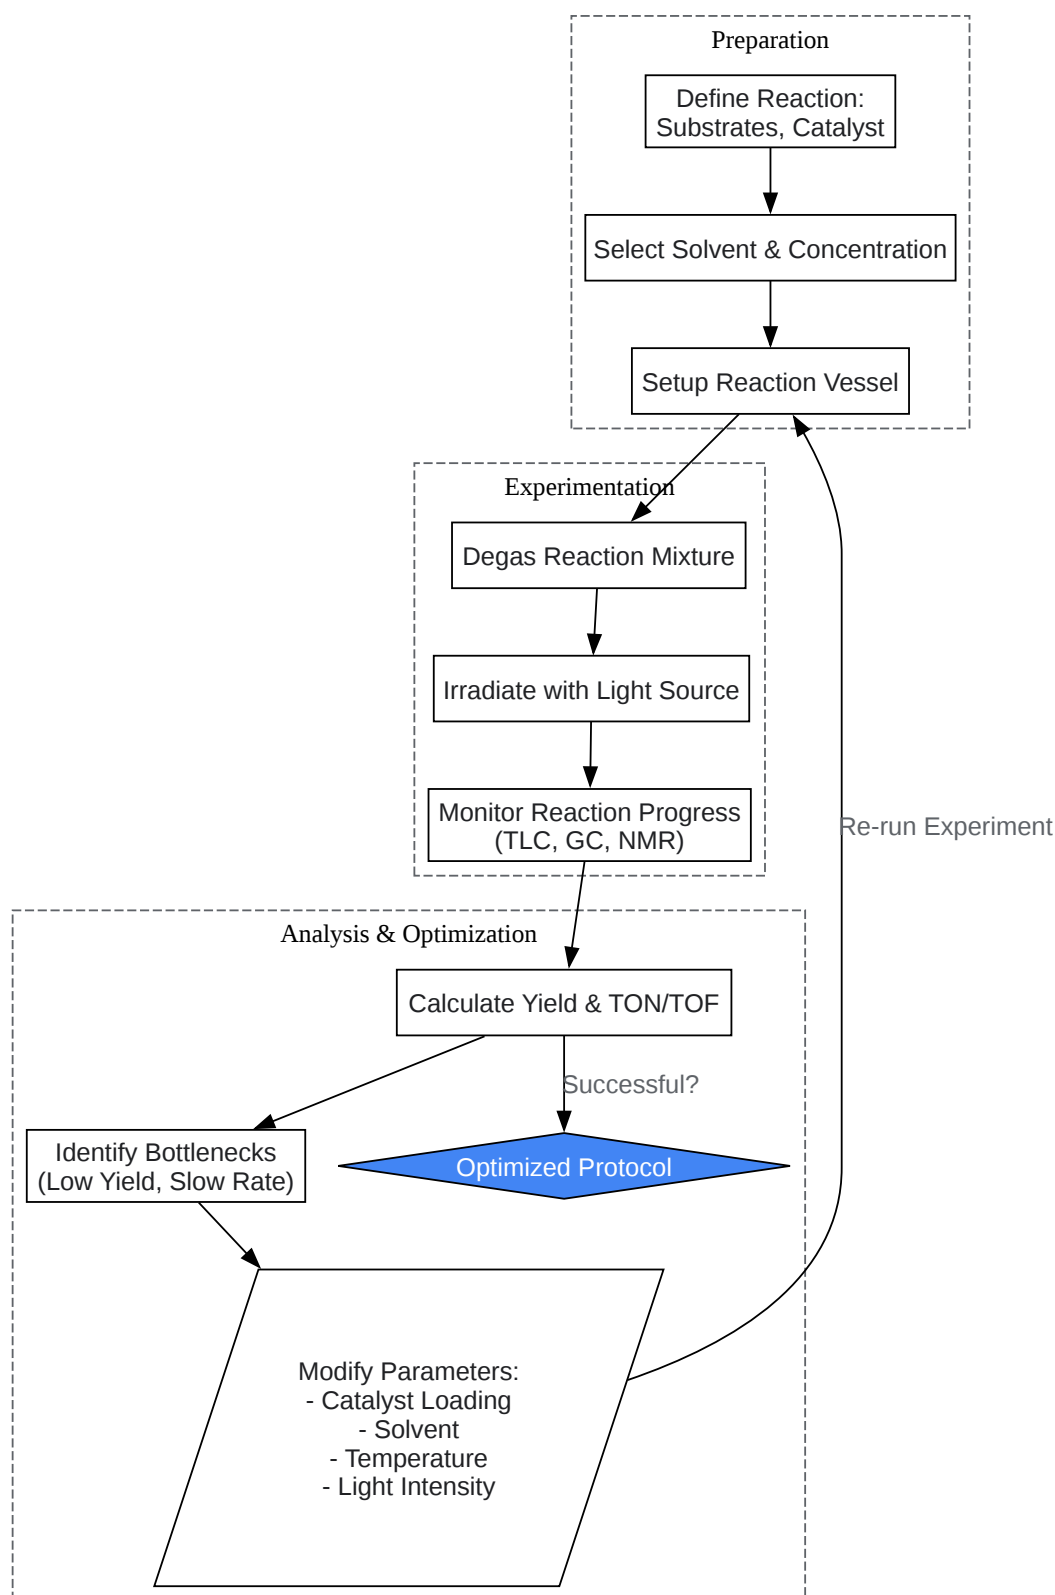 Preparation
Define Reaction:
Substrates, Catalyst
Select Solvent & Concentration
Setup Reaction Vessel
Experimentation
Degas Reaction Mixture
Irradiate with Light Source
Monitor Reaction Progress
(TLC, GC, NMR)
Re-run Experiment
Analysis & Optimization
Calculate Yield & TON/TOF
Successful?
Identify Bottlenecks
(Low Yield, Slow Rate)
Optimized Protocol
Modify Parameters:
- Catalyst Loading
- Solvent
- Temperature
- Light Intensity